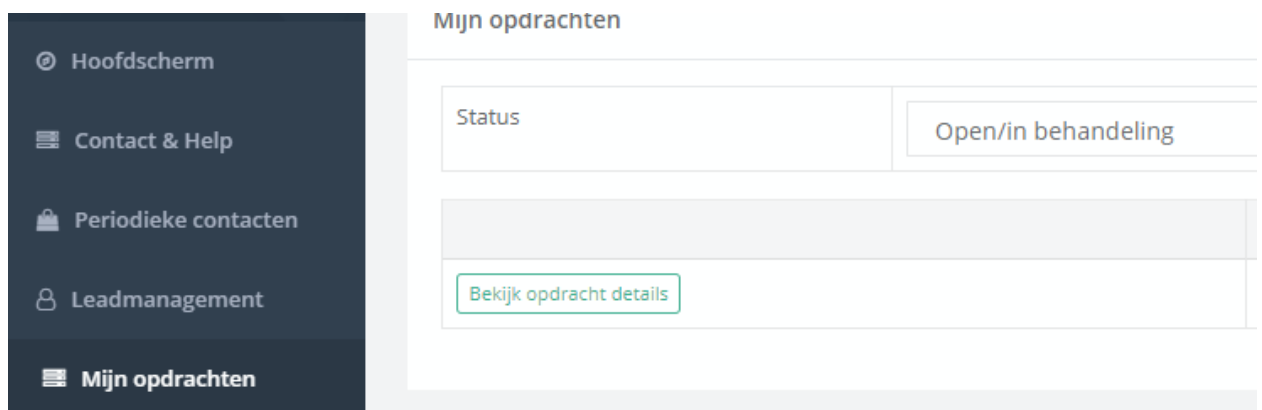 Hoofdscherm
Contact & Help
Periodieke contacten
Leadmanagement
Mijn opdrachten
Mijn opdrachten
Status
Open/in behandeling
Bekijk opdracht details